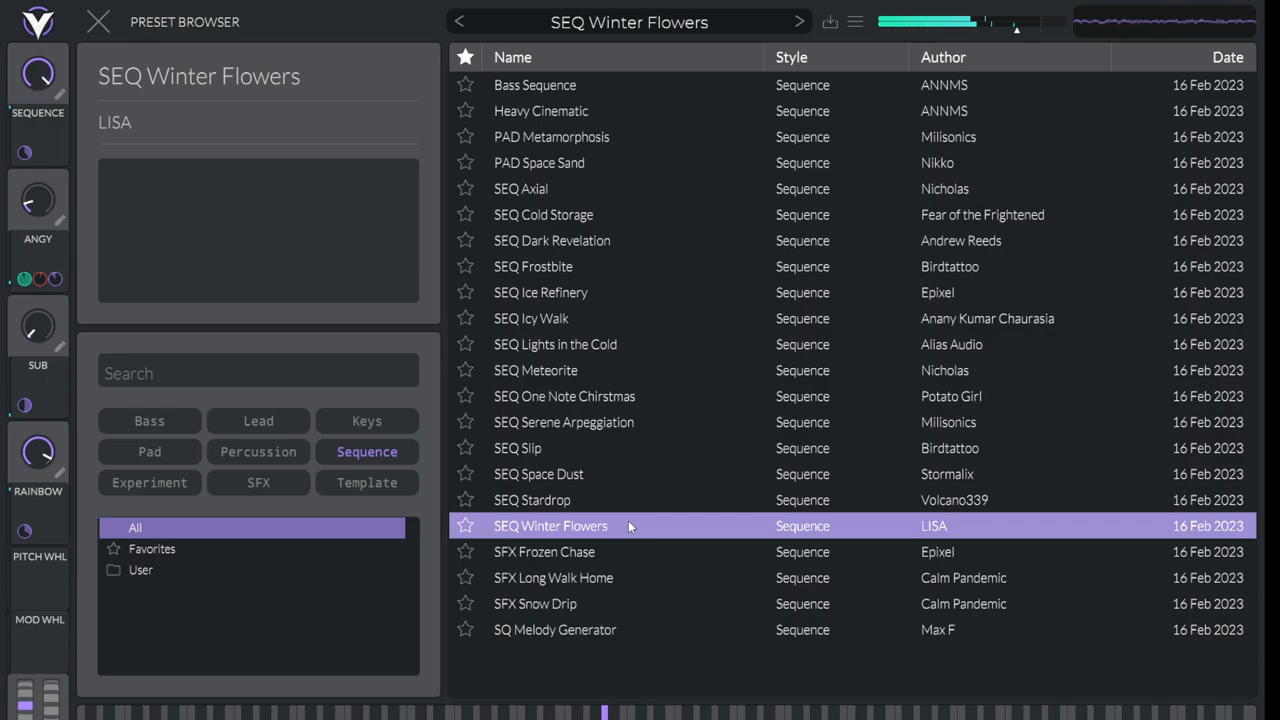 PRESET BROWSER
SEQ Winter Flowers
SEQUENCE
ANGY
SUB
RAINBOW
PITCH WHL
MOD WHL
SEQ Winter Flowers
LISA
Search
Bass Lead Keys
Pad Percussion Sequence
Experiment SFX Template
All
Favorites
User
Name Style Author Date
Bass Sequence Sequence ANNMS 16 Feb 2023
Heavy Cinematic Sequence ANNMS 16 Feb 2023
PAD Metamorphosis Sequence Milisonics 16 Feb 2023
PAD Space Sand Sequence Nikko 16 Feb 2023
SEQ Axial Sequence Nicholas 16 Feb 2023
SEQ Cold Storage Sequence Fear of the Frightened 16 Feb 2023
SEQ Dark Revelation Sequence Andrew Reeds 16 Feb 2023
SEQ Frostbite Sequence Birdtattoo 16 Feb 2023
SEQ Ice Refinery Sequence Epixel 16 Feb 2023
SEQ Icy Walk Sequence Anany Kumar Chaurasia 16 Feb 2023
SEQ Lights in the Cold Sequence Alias Audio 16 Feb 2023
SEQ Meteorite Sequence Nicholas 16 Feb 2023
SEQ One Note Chirstmas Sequence Potato Girl 16 Feb 2023
SEQ Serene Arpeggiation Sequence Milisonics 16 Feb 2023
SEQ Slip Sequence Birdtattoo 16 Feb 2023
SEQ Space Dust Sequence Stormalix 16 Feb 2023
SEQ Stardrop Sequence Volcano339 16 Feb 2023
SEQ Winter Flowers Sequence LISA 16 Feb 2023
SFX Frozen Chase Sequence Epixel 16 Feb 2023
SFX Long Walk Home Sequence Calm Pandemic 16 Feb 2023
SFX Snow Drip Sequence Calm Pandemic 16 Feb 2023
SQ Melody Generator Sequence Max F 16 Feb 2023